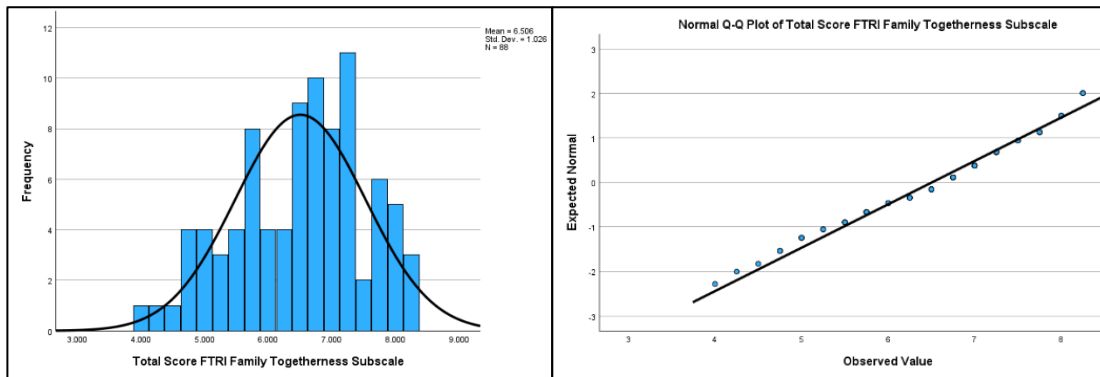 Mean = 6.506
Std. Dev. = 1.026
N = 88
12
10
8
6
4
2
0
Frequency
3.000 4.000 5.000 6.000 7.000 8.000 9.000
Total Score FTRI Family Togetherness Subscale
Normal Q-Q Plot of Total Score FTRI Family Togetherness Subscale
3
2
1
0
-1
-2
-3
Expected Normal
3 4 5 6 7 8
Observed Value